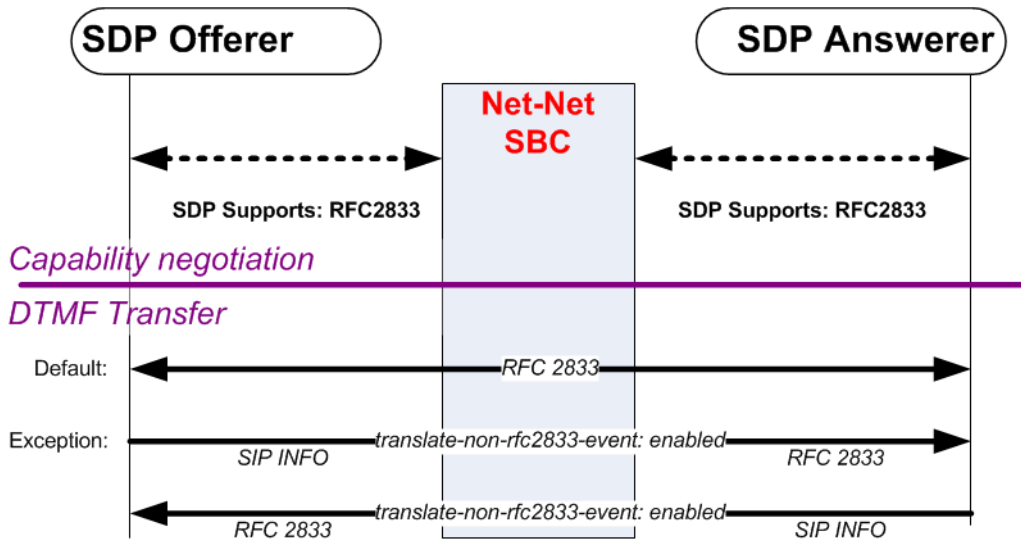 SDP Offerer
SDP Answerer
Net-Net
SBC
SDP Supports: RFC2833
SDP Supports: RFC2833
Capability negotiation
DTMF Transfer
Default:
RFC 2833
Exception:
translate-non-rfc2833-event: enabled
SIP INFO
RFC 2833
translate-non-rfc2833-event: enabled
RFC 2833
SIP INFO